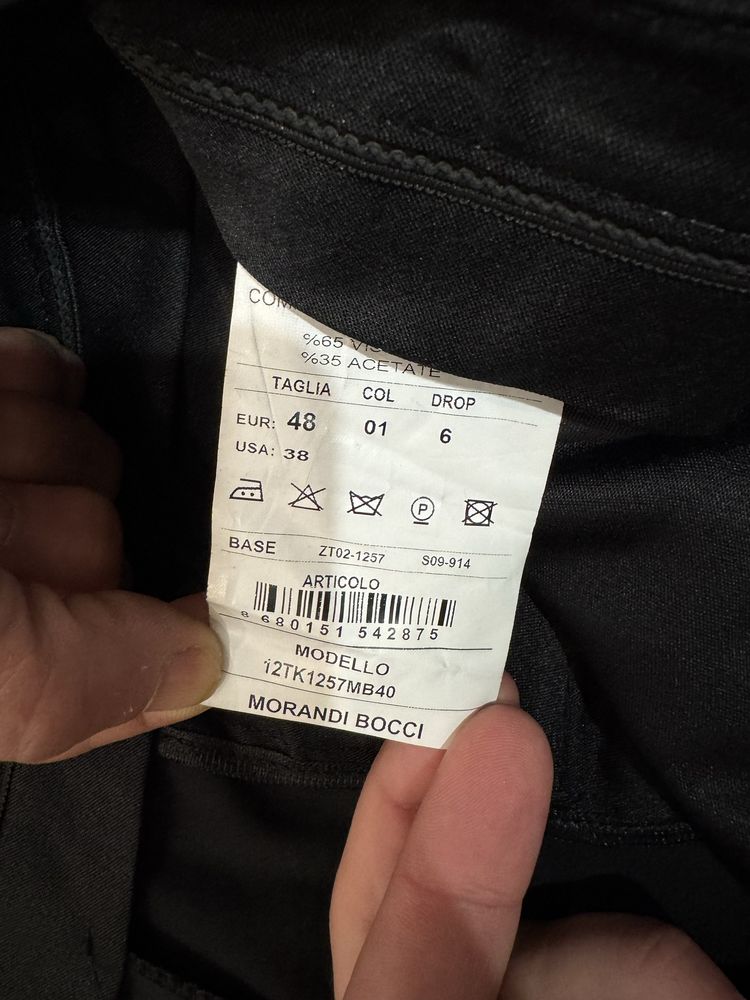 %65
%35 ACETATE
TAGLIA COL DROP
EUR: 48 01 6
USA: 38
P
BASE ZT02-1257 S09-914
ARTICOLO
8 680151 542875
MODELLO
12TK1257MB40
MORANDI BOCCI